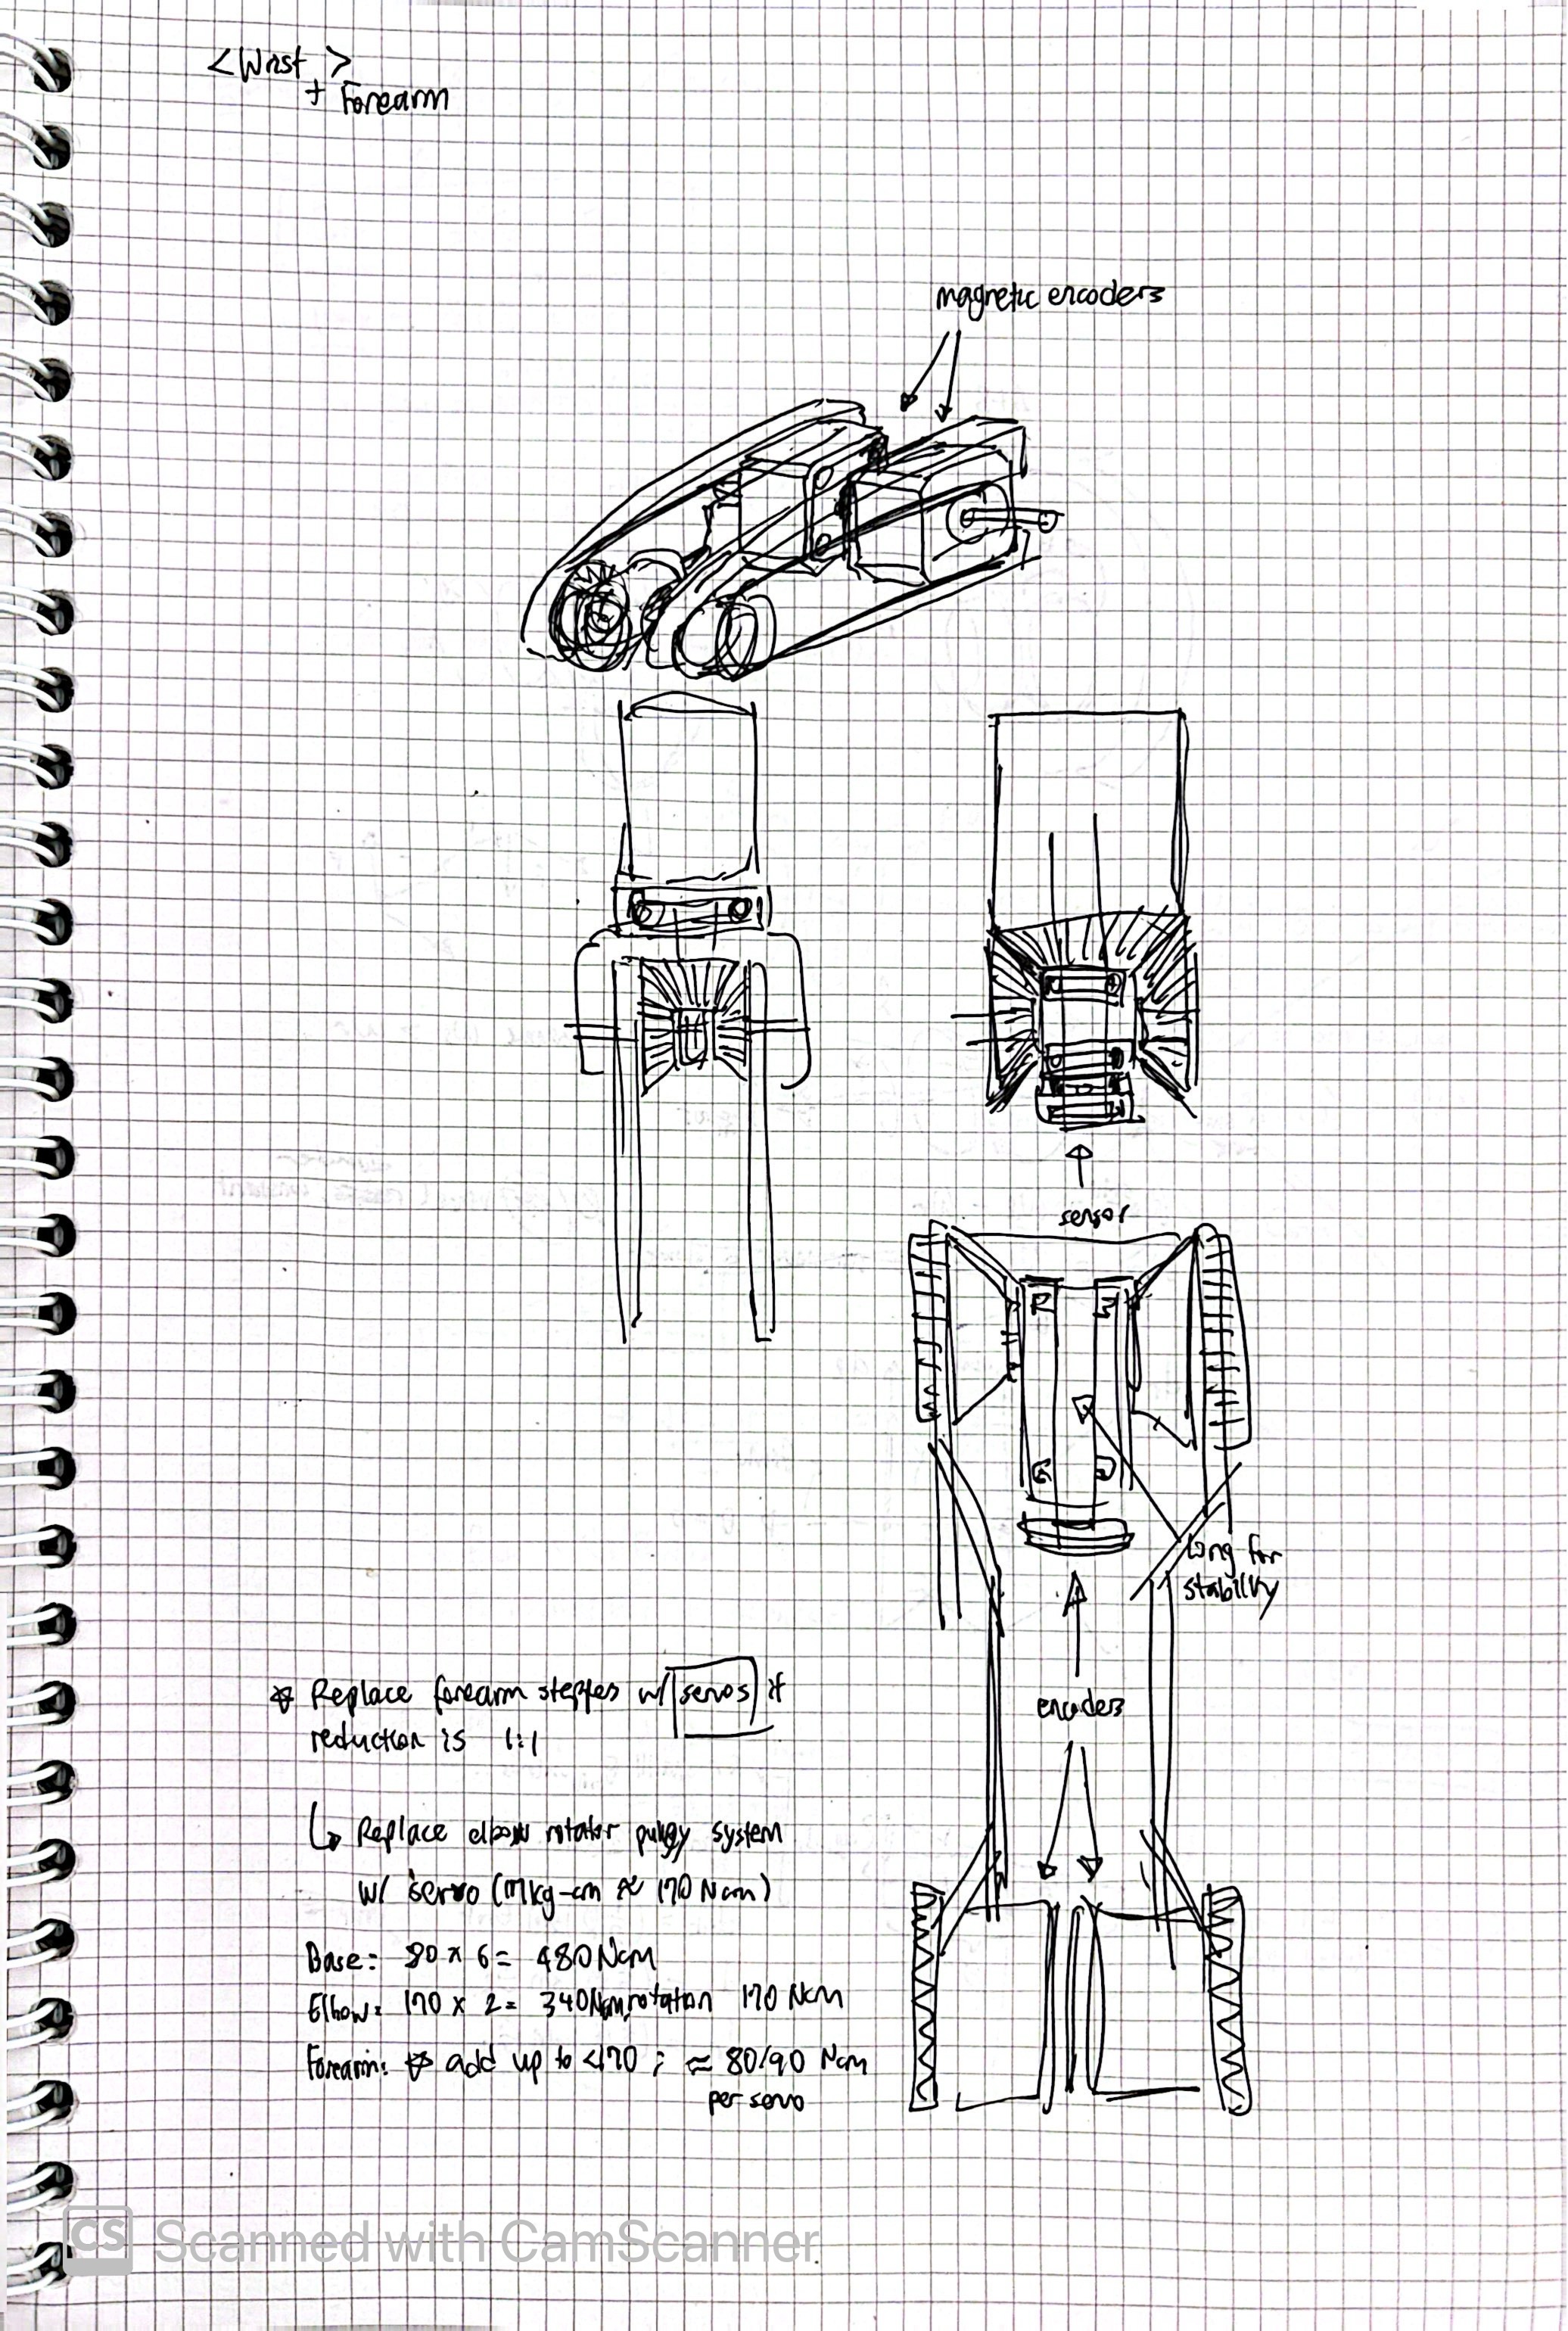 <Wrist>
+ Forearm
magnetic encoders
sensor
long for
stability
encoders
* Replace forearm steppers w/ servos if
reduction is 1:1
↳ Replace elbow rotator pulley system
w/ servo (17kg-cm ≈ 170 Ncm)
Base: 80 x 6 = 480 Ncm
Elbow: 170 x 2 = 340 Ncm, rotation 170 Ncm
Forearm: * add up to <170 ; ≈ 80/90 Ncm
per servo
CS Scanned with CamScanner